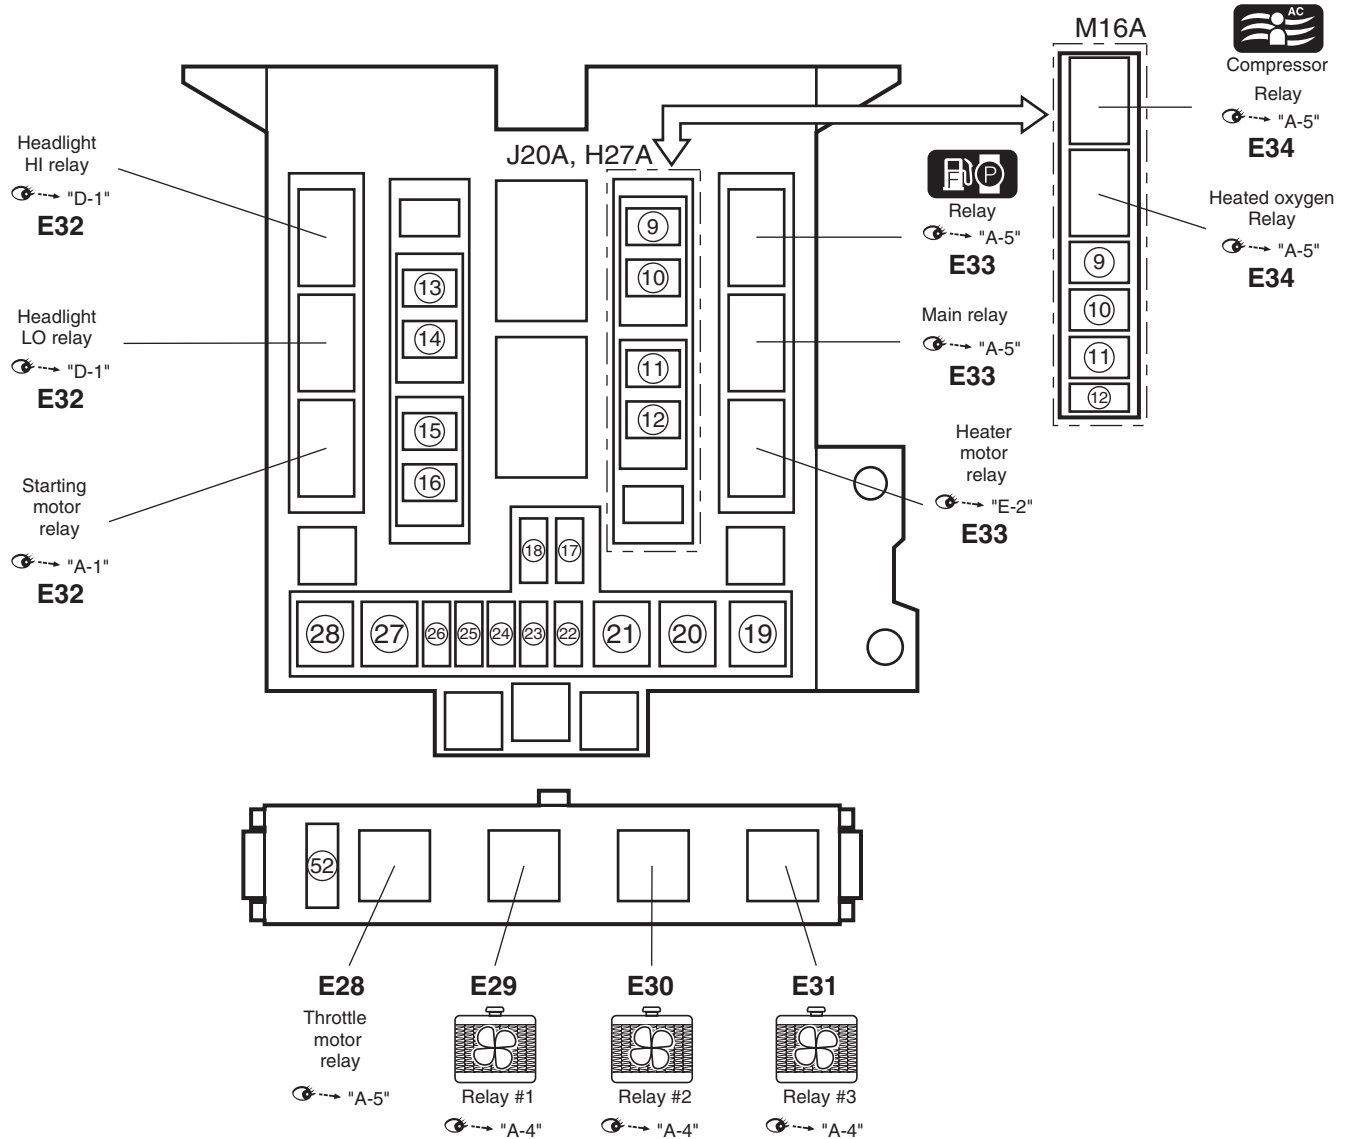 M16A
AC
Compressor
Relay
"A-5"
E34
Heated oxygen
Relay
"A-5"
E34
9
10
11
12
J20A, H27A
Headlight
HI relay
"D-1"
E32
Headlight
LO relay
"D-1"
E32
Starting
motor
relay
"A-1"
E32
F P
Relay
"A-5"
E33
Main relay
"A-5"
E33
Heater
motor
relay
"E-2"
E33
13
14
15
16
9
10
11
12
18 17
28 27 26 25 24 23 22 21 20 19
52
E28
Throttle
motor
relay
"A-5"
E29
Relay #1
"A-4"
E30
Relay #2
"A-4"
E31
Relay #3
"A-4"